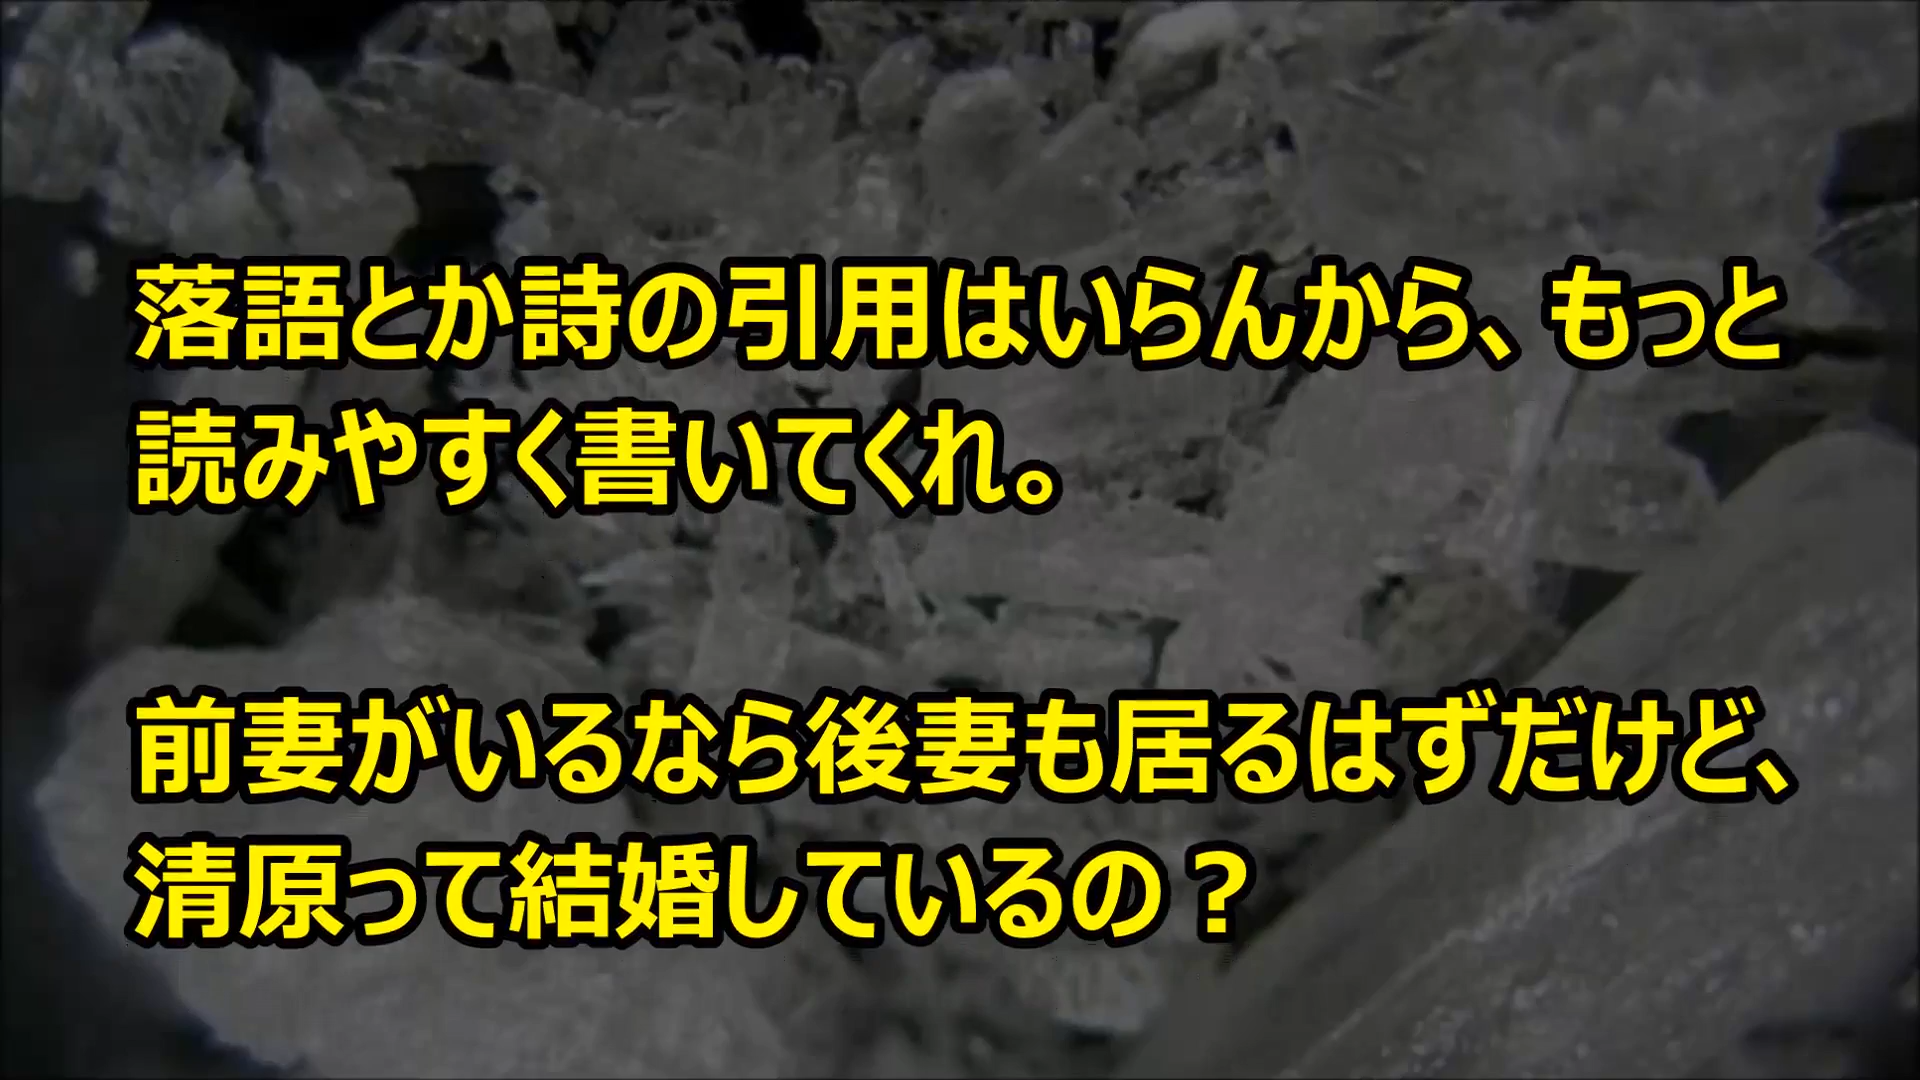 落語とか詩の引用はいらんから、もっと
読みやすく書いてくれ。
前妻がいるなら後妻も居るはずだけど、
清原って結婚しているの？